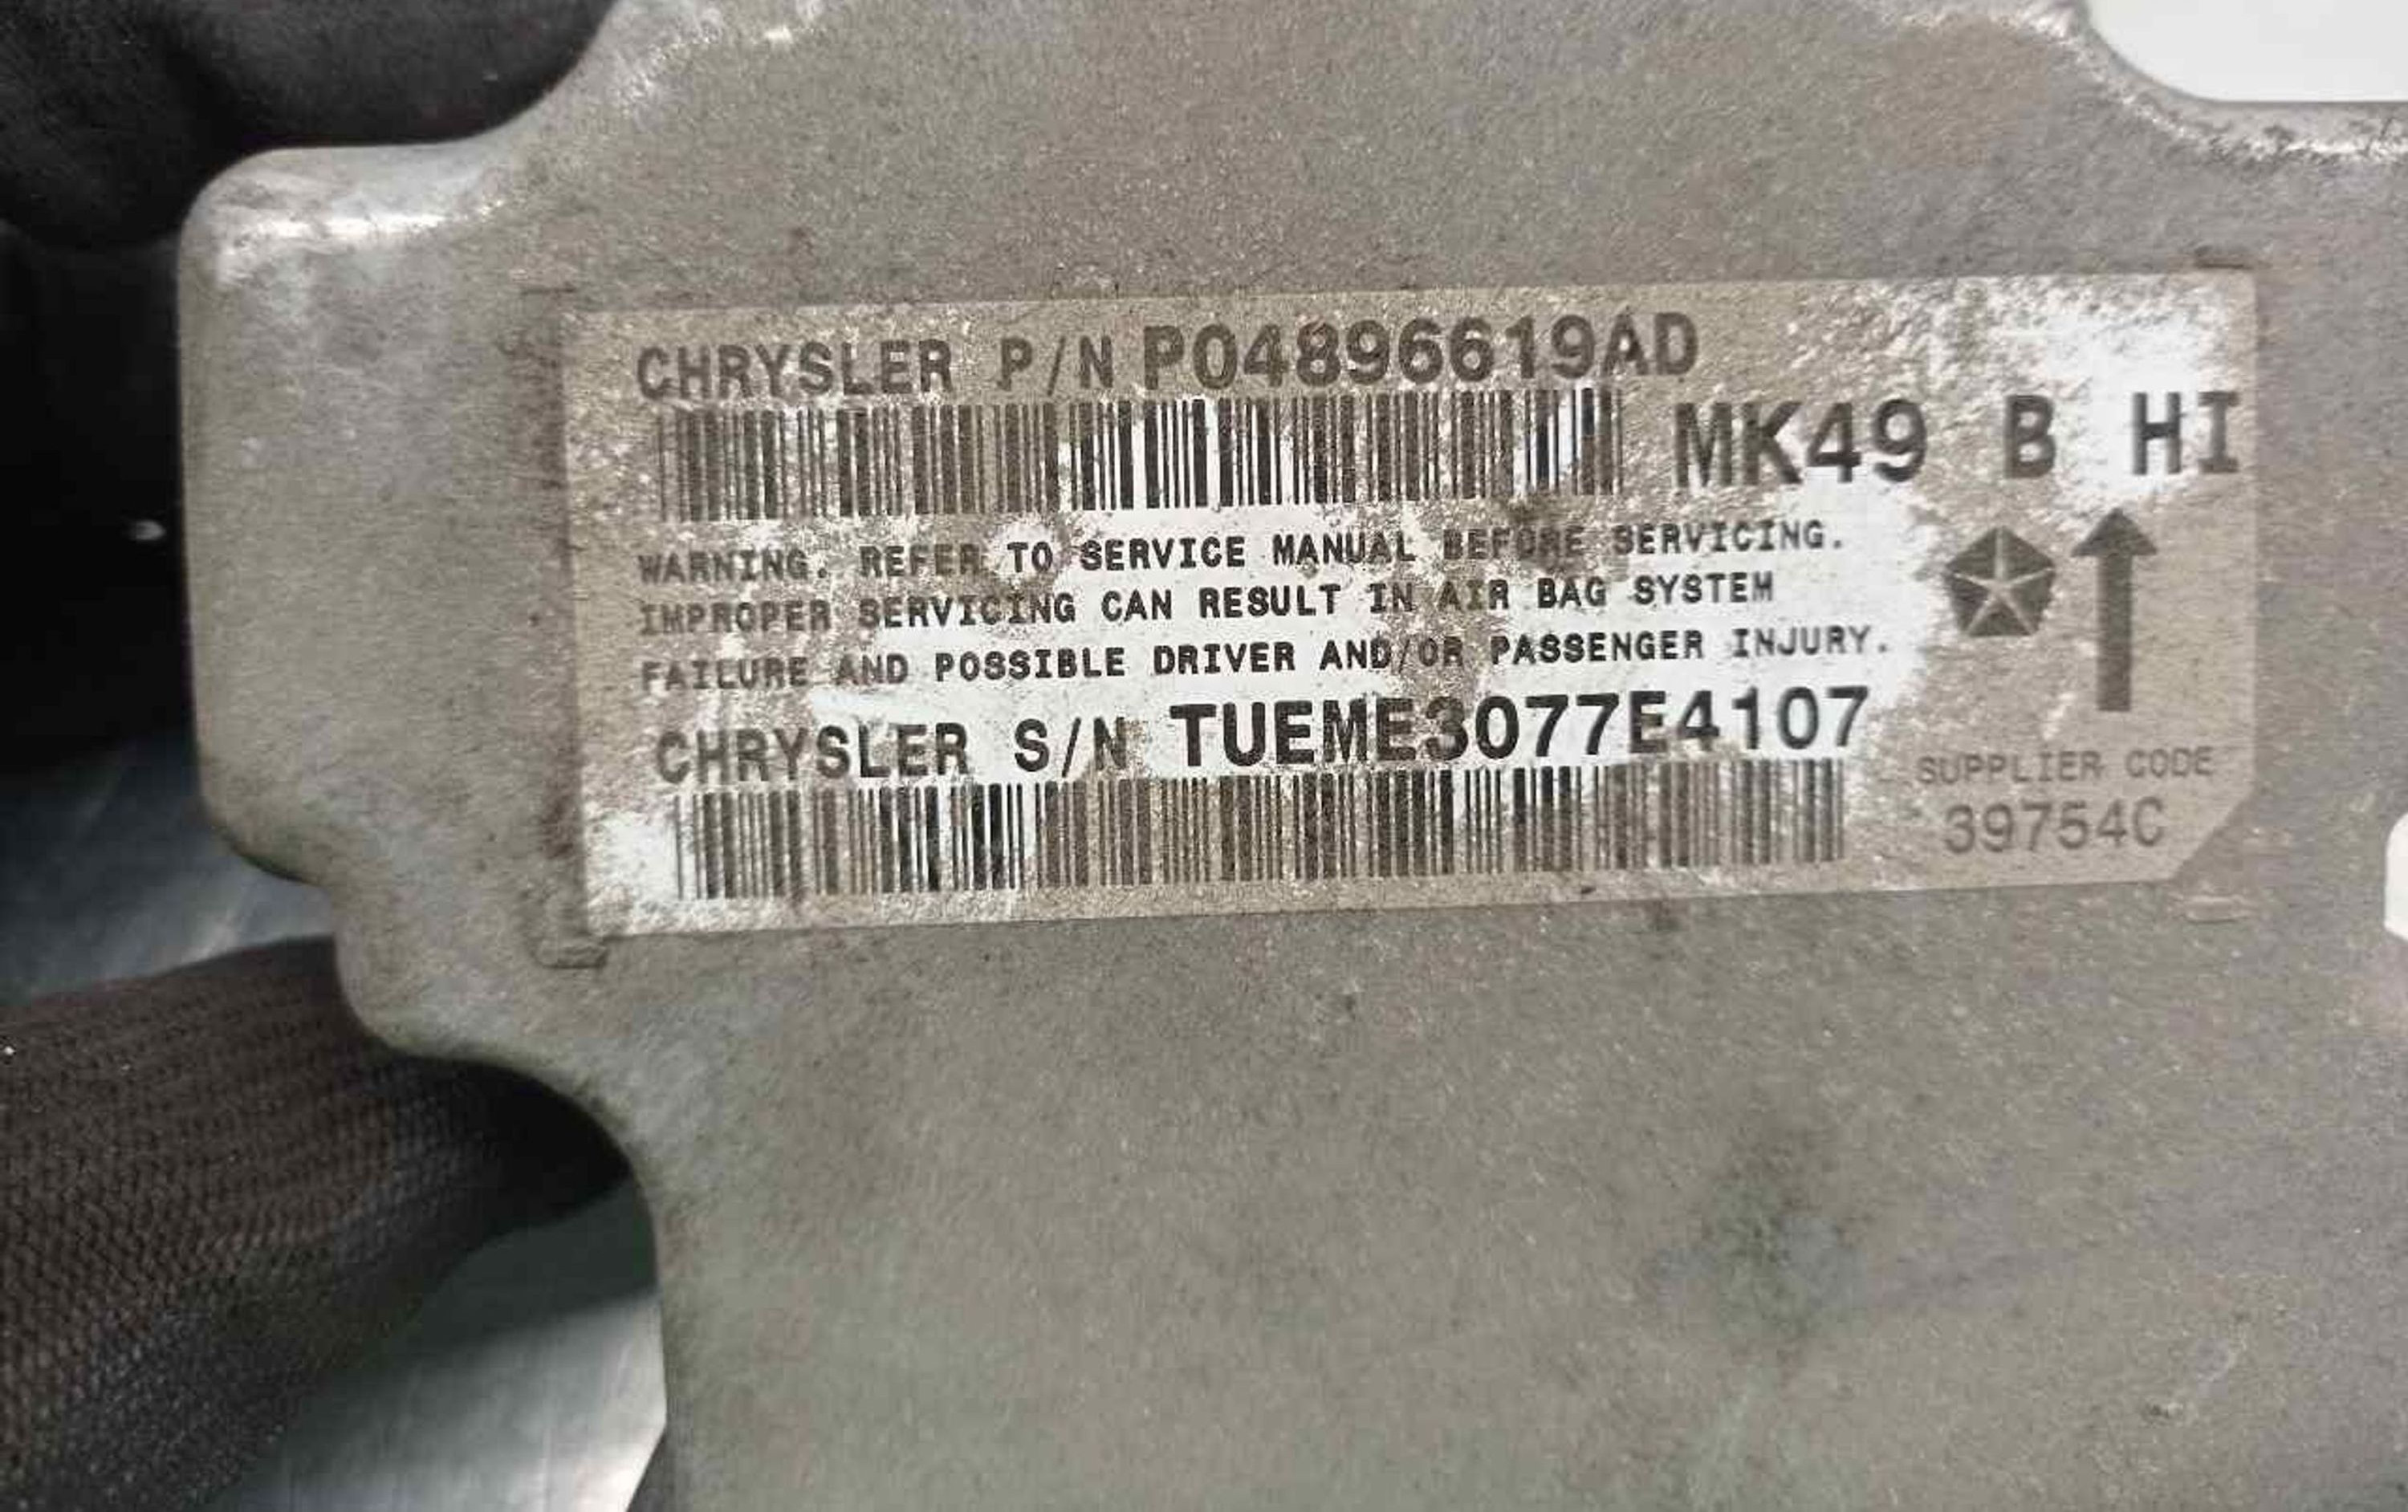 CHRYSLER P/N P04896619AD
MK49 B HI
WARNING. REFER TO SERVICE MANUAL BEFORE SERVICING.
IMPROPER SERVICING CAN RESULT IN AIR BAG SYSTEM
FAILURE AND POSSIBLE DRIVER AND/OR PASSENGER INJURY.
CHRYSLER S/N TUEME3077E4107
SUPPLIER CODE
39754C